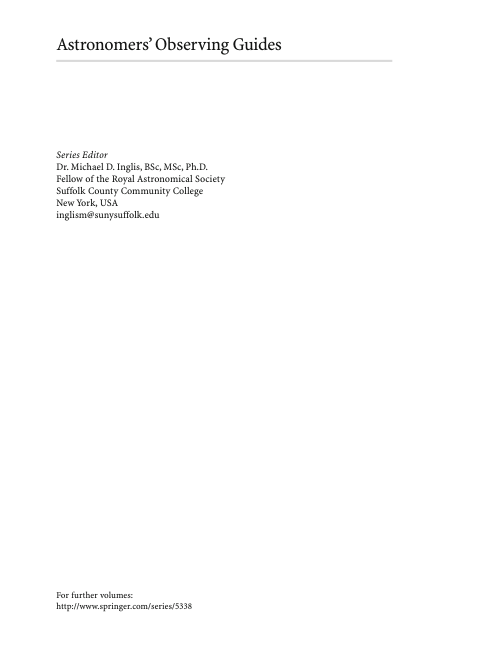 Astronomers’ Observing Guides
Series Editor
Dr. Michael D. Inglis, BSc, MSc, Ph.D.
Fellow of the Royal Astronomical Society
Suffolk County Community College
New York, USA
inglism@sunysuffolk.edu
For further volumes:
http://www.springer.com/series/5338